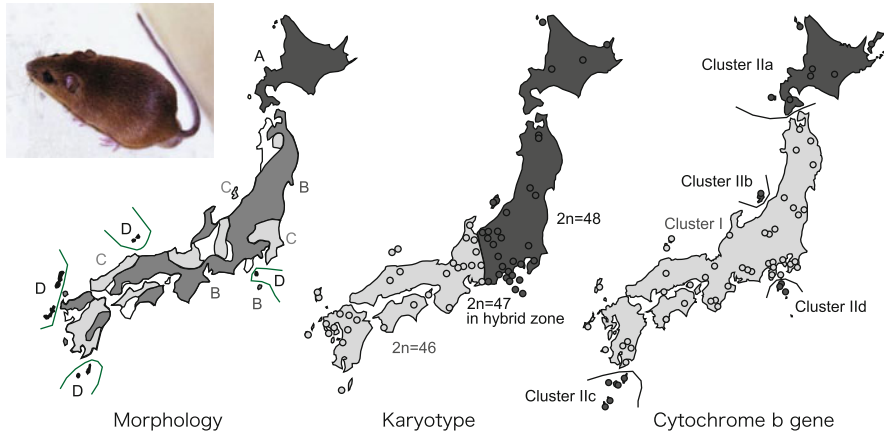 A
B
C
C
D
C
D
B
D
B
D
Morphology
2n=48
2n=47
in hybrid zone
2n=46
Karyotype
Cluster IIa
Cluster IIb
Cluster I
Cluster IId
Cluster IIc
Cytochrome b gene